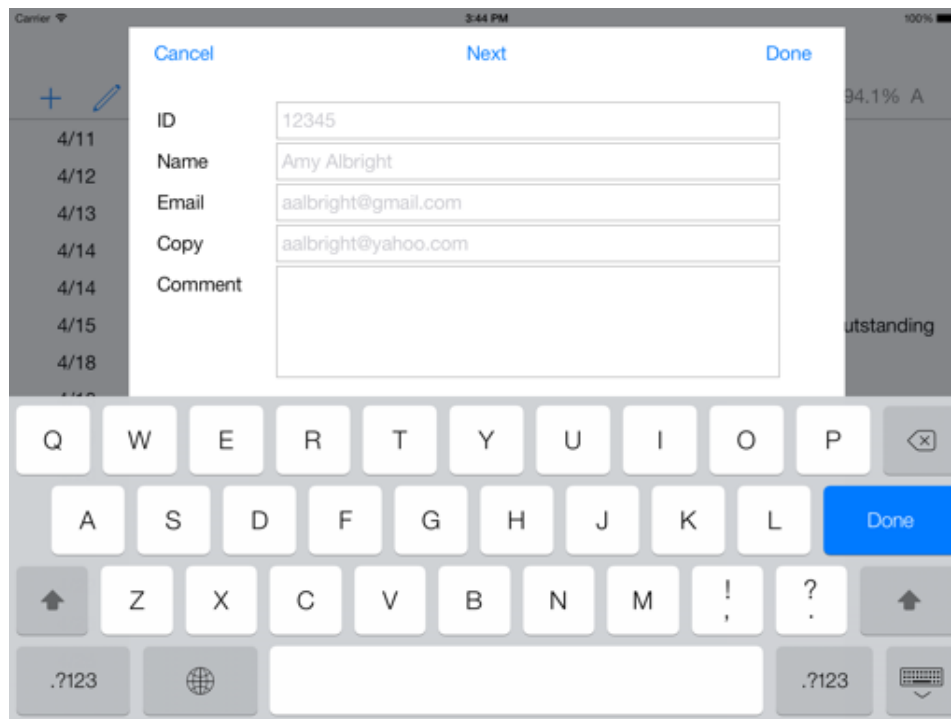 Carrier 3:44 PM 100%
Cancel Next Done
+ 94.1% A
ID 12345
Name Amy Albright
Email aalbright@gmail.com
Copy aalbright@yahoo.com
Comment
4/11
4/12
4/13
4/14
4/14
4/15 utstanding
4/18
Q W E R T Y U I O P
A S D F G H J K L Done
Z X C V B N M ! , ? .
.?123 .?123